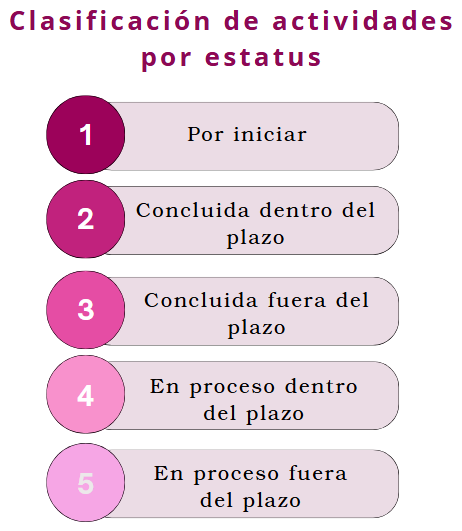 Clasificación de actividades
por estatus
1
Por iniciar
2
Concluida dentro del
plazo
3
Concluida fuera del
plazo
4
En proceso dentro
del plazo
5
En proceso fuera
del plazo